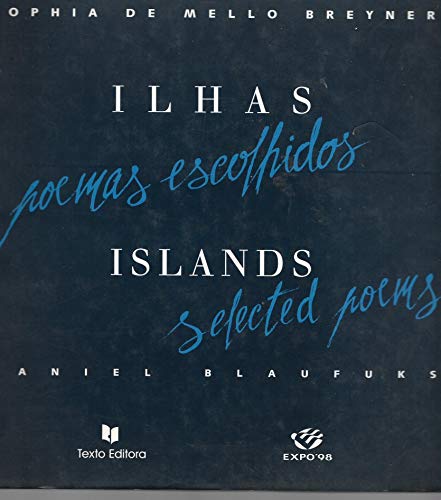 OPHIA DE MELLO BREYNER
ILHAS
poemas escolhidos
ISLANDS
selected poems
ANIEL BLAUFUKS
Texto Editora
EXPO'98